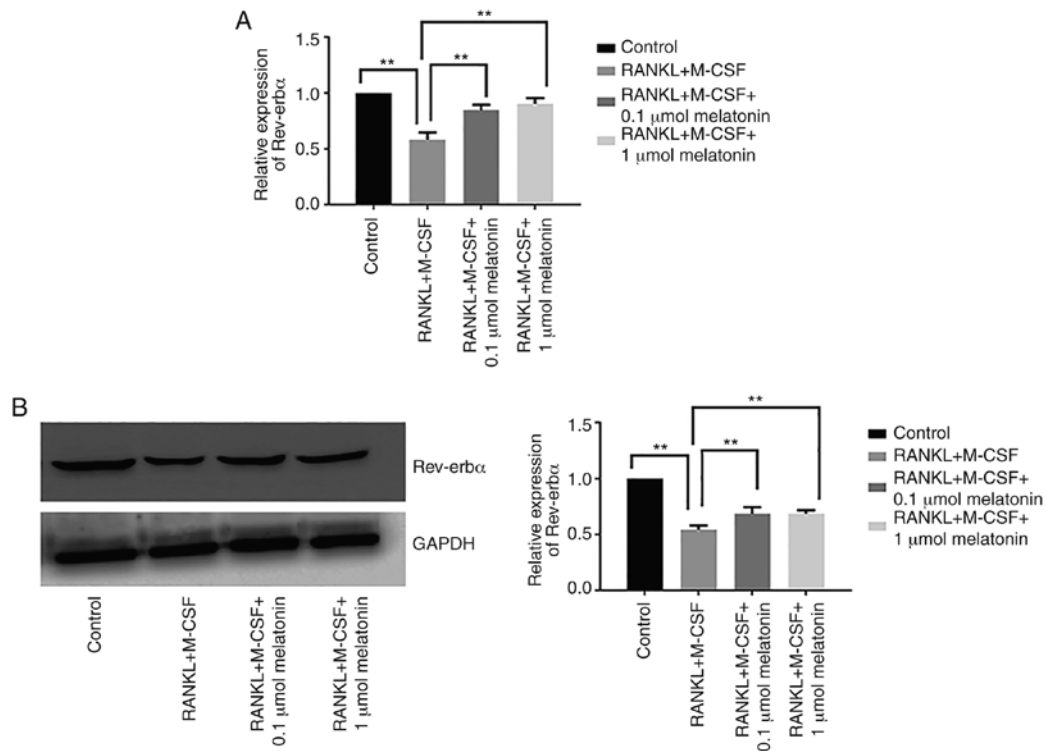 A
Relative expression
of Rev-erbα
1.5
1.0
0.5
0.0
**
**
**
Control
RANKL+M-CSF
RANKL+M-CSF+
0.1 μmol melatonin
RANKL+M-CSF+
1 μmol melatonin
Control
RANKL+M-CSF
RANKL+M-CSF+
0.1 μmol melatonin
RANKL+M-CSF+
1 μmol melatonin
B
Rev-erbα
GAPDH
Control
RANKL+M-CSF
RANKL+M-CSF+
0.1 μmol melatonin
RANKL+M-CSF+
1 μmol melatonin
Relative expression
of Rev-erbα
1.5
1.0
0.5
0.0
**
**
**
Control
RANKL+M-CSF
RANKL+M-CSF+
0.1 μmol melatonin
RANKL+M-CSF+
1 μmol melatonin
Control
RANKL+M-CSF
RANKL+M-CSF+
0.1 μmol melatonin
RANKL+M-CSF+
1 μmol melatonin